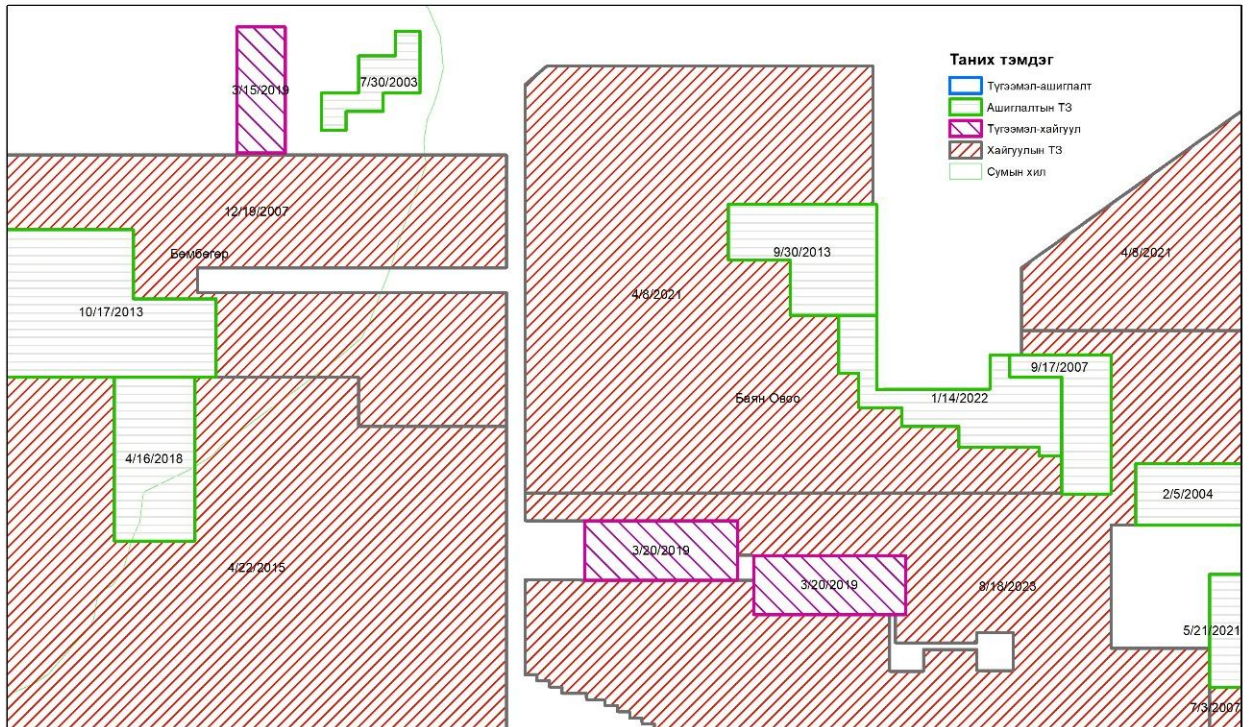 3/15/2019
7/30/2003
Таних тэмдэг
Түгээмэл-ашиглалт
Ашиглалтын ТЗ
Түгээмэл-хайгуул
Хайгуулын ТЗ
Сумын хил
12/19/2007
Бөмбөгөр
10/17/2013
4/16/2018
4/22/2015
4/8/2021
9/30/2013
4/8/2021
9/17/2007
1/14/2022
Баян Овоо
2/5/2004
3/20/2019
3/20/2019
8/18/2023
5/21/2021
7/3/2007